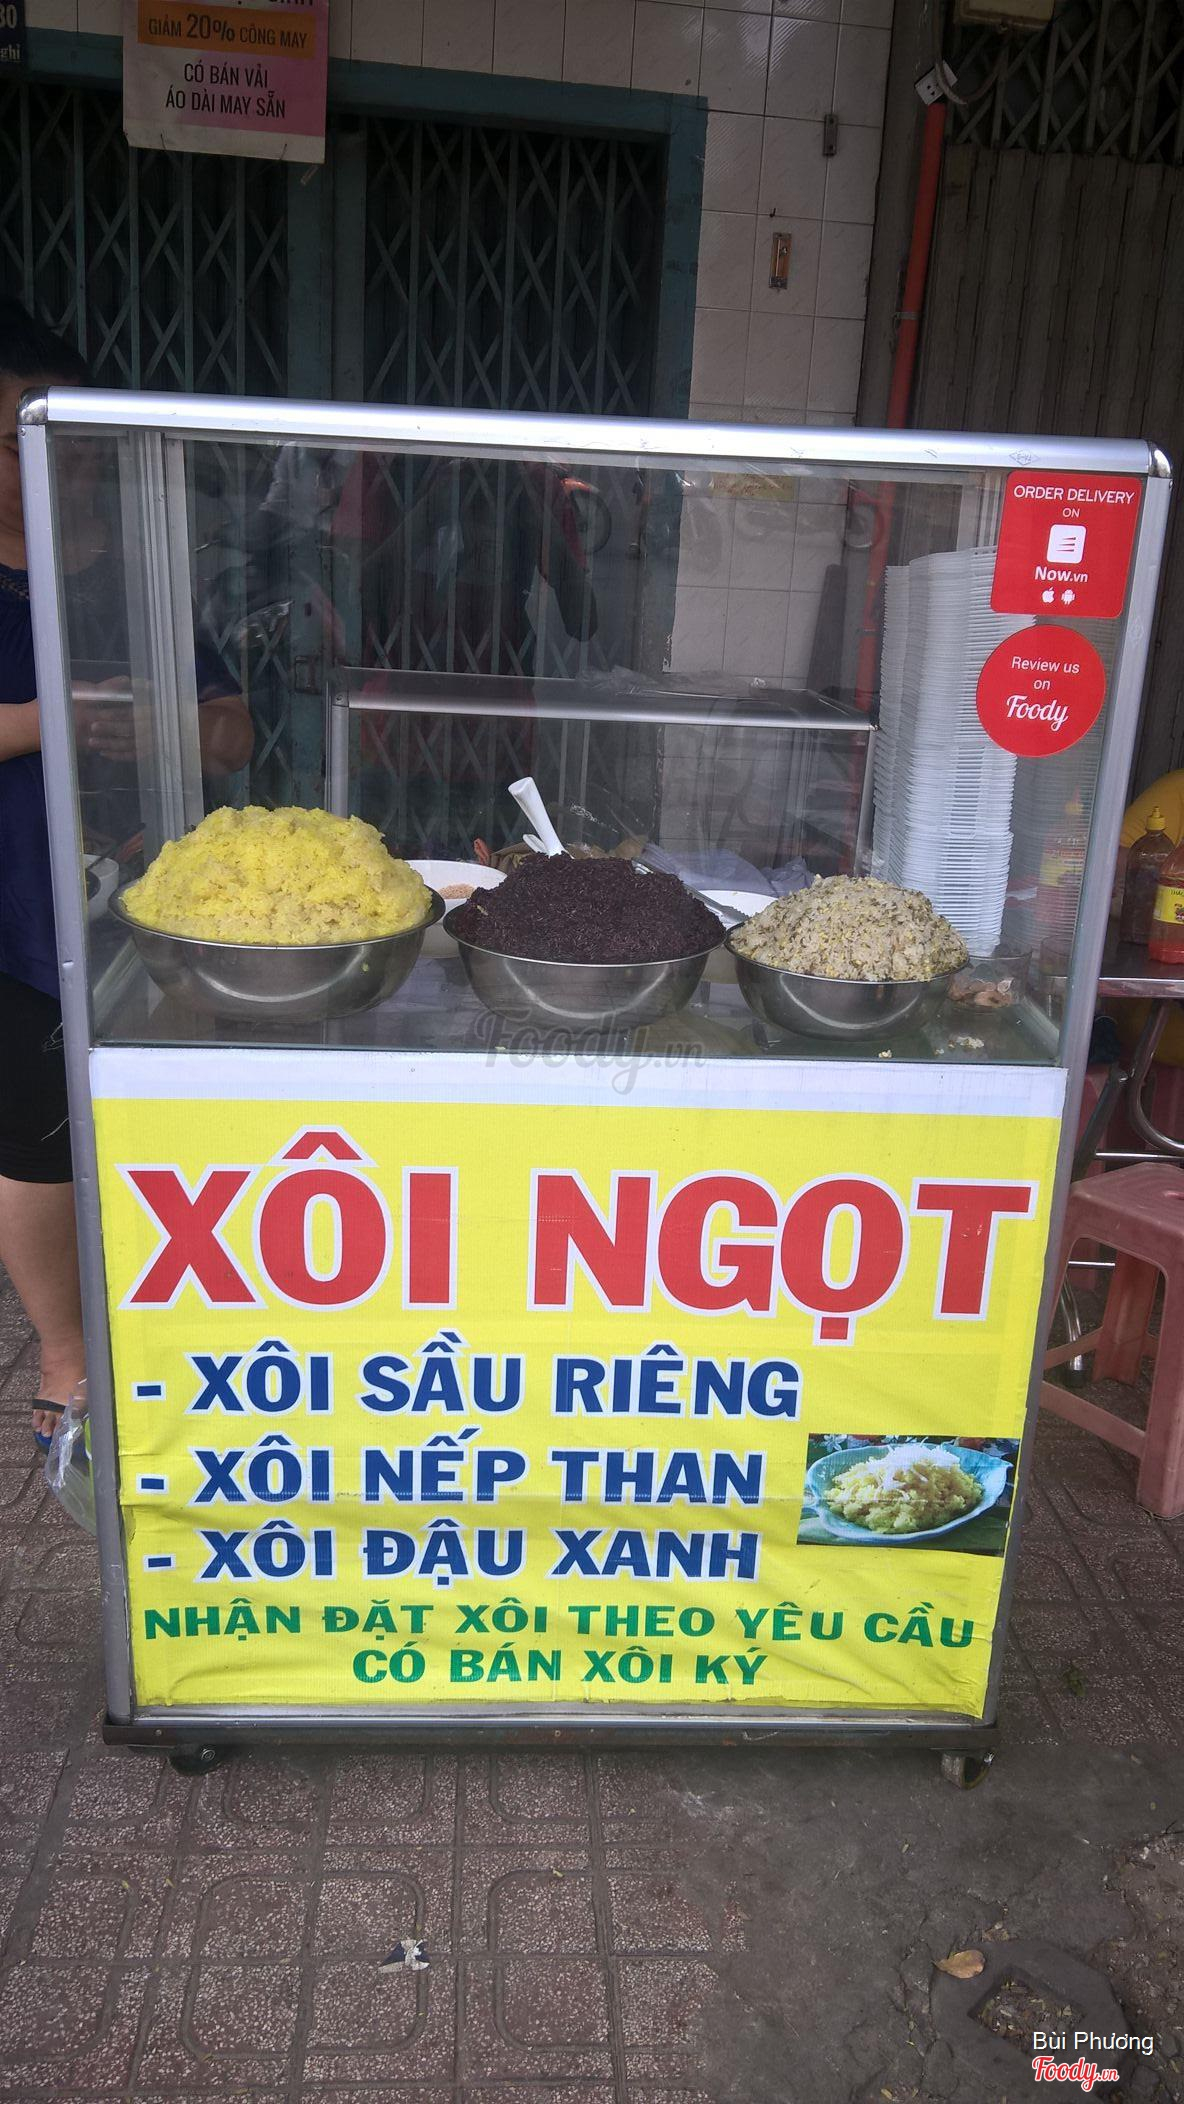 GIẢM 20% CÔNG MAY
CÓ BÁN VẢI
ÁO DÀI MAY SẴN
ORDER DELIVERY
ON
Now.vn
Review us
on
Foody
Foody.vn
XÔI NGỌT
- XÔI SẦU RIÊNG
- XÔI NẾP THAN
- XÔI ĐẬU XANH
NHẬN ĐẶT XÔI THEO YÊU CẦU
CÓ BÁN XÔI KÝ
Bùi Phương
Foody.vn